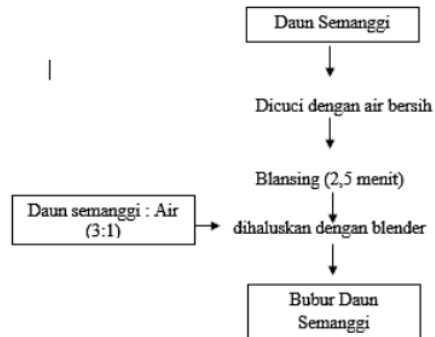 Daun Semanggi
Dicuci dengan air bersih
Blansing (2,5 menit)
Daun semanggi : Air
(3:1)
dihaluskan dengan blender
Bubur Daun
Semanggi